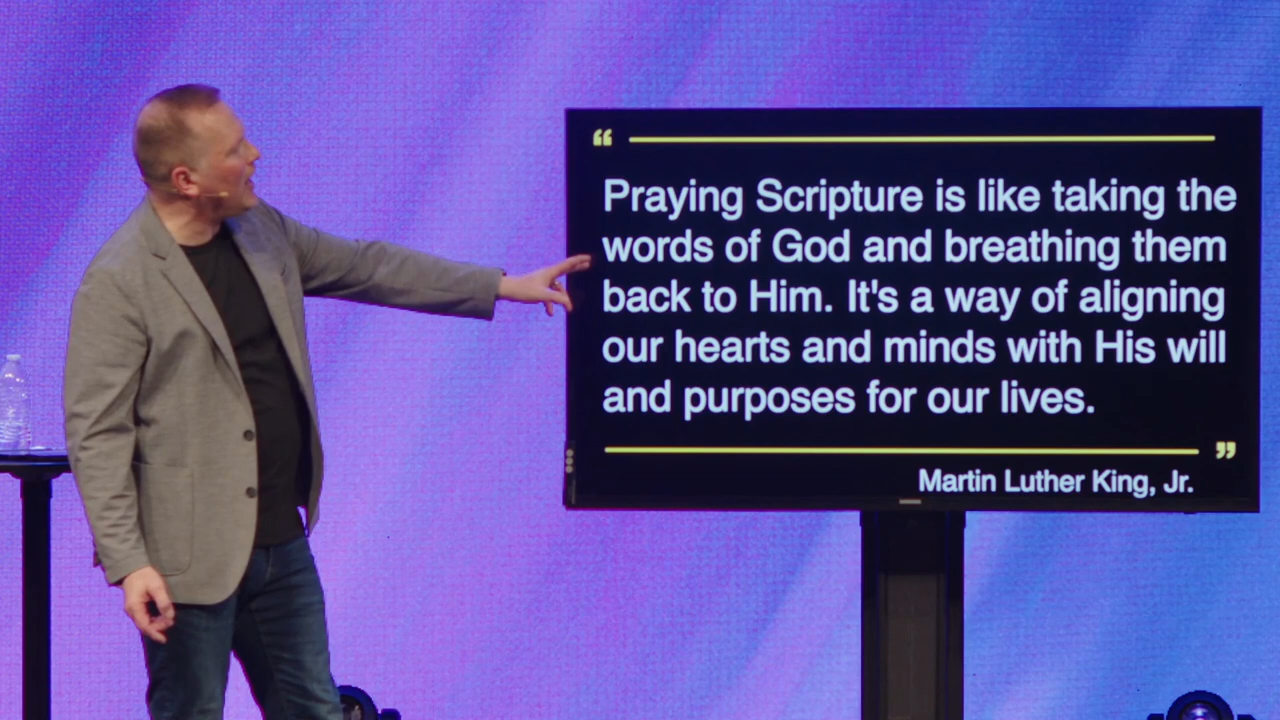 “
Praying Scripture is like taking the
words of God and breathing them
back to Him. It's a way of aligning
our hearts and minds with His will
and purposes for our lives.
”
Martin Luther King, Jr.